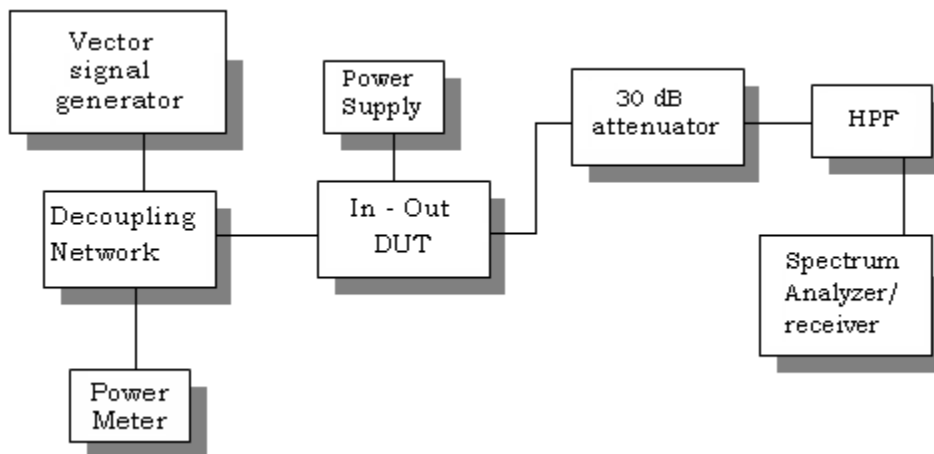 Vector
signal
generator
Power
Supply
30 dB
attenuator
HPF
Decoupling
Network
In - Out
DUT
Spectrum
Analyzer/
receiver
Power
Meter